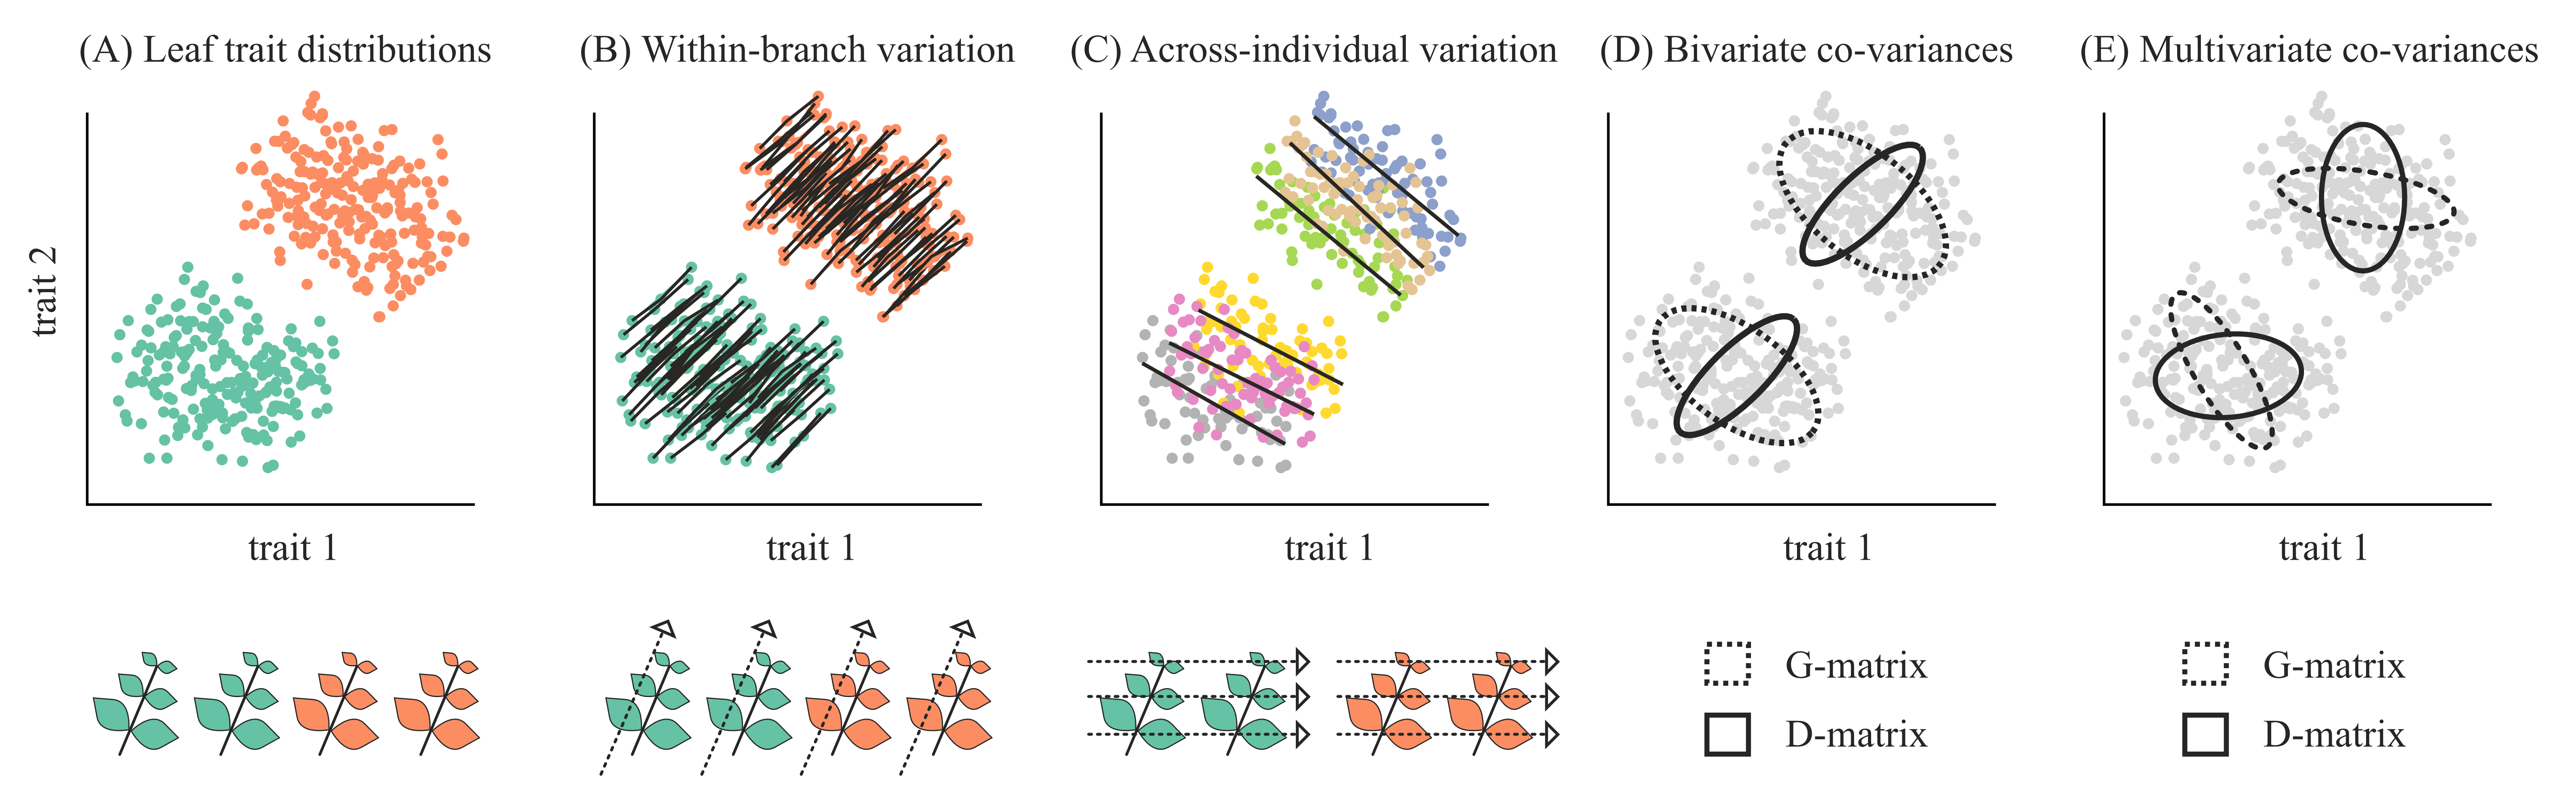 (A) Leaf trait distributions
(B) Within-branch variation
(C) Across-individual variation
(D) Bivariate co-variances
(E) Multivariate co-variances
trait 2
trait 1
trait 1
trait 1
trait 1
trait 1
G-matrix
D-matrix
G-matrix
D-matrix